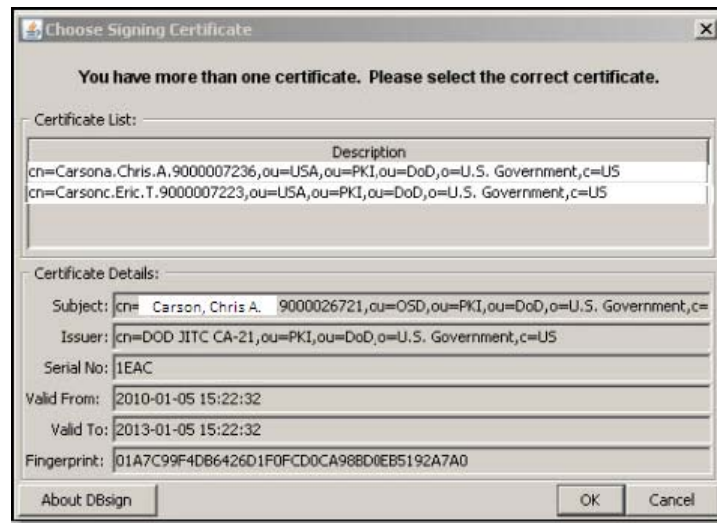 Choose Signing Certificate
You have more than one certificate. Please select the correct certificate.
Certificate List:
Description
cn=Carsona.Chris.A.9000007236,ou=USA,ou=PKI,ou=DoD,o=U.S. Government,c=US
cn=Carsonc.Eric.T.9000007223,ou=USA,ou=PKI,ou=DoD,o=U.S. Government,c=US
Certificate Details:
Subject: cn= Carson, Chris A. 9000026721,ou=OSD,ou=PKI,ou=DoD,o=U.S. Government,c=
Issuer: cn=DOD JITC CA-21,ou=PKI,ou=DoD,o=U.S. Government,c=US
Serial No: 1EAC
Valid From: 2010-01-05 15:22:32
Valid To: 2013-01-05 15:22:32
Fingerprint: 01A7C99F4DB6426D1F0FCD0CA98BD0EB5192A7A0
About DBsign OK Cancel